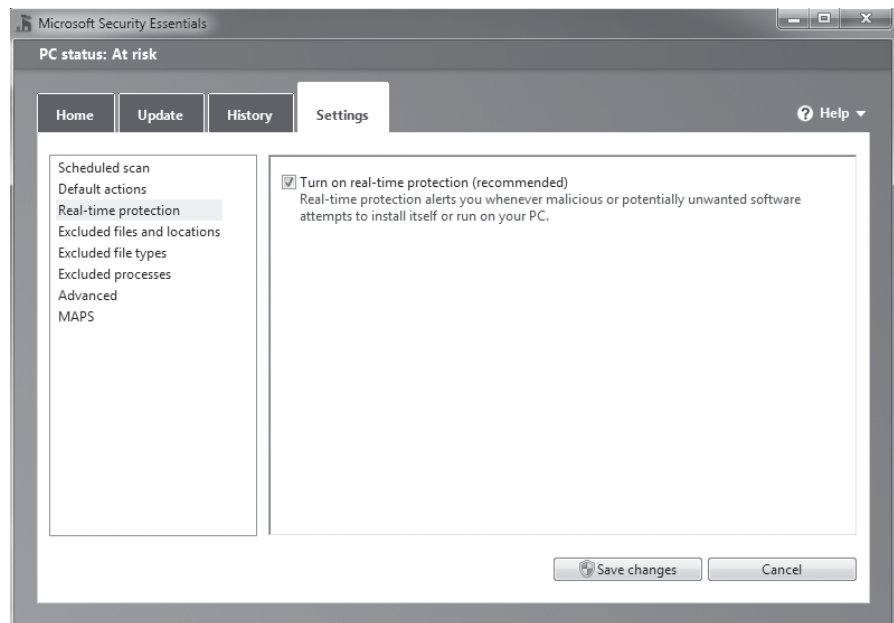 Microsoft Security Essentials
PC status: At risk
Home
Update
History
Settings
Help
Scheduled scan
Default actions
Real-time protection
Excluded files and locations
Excluded file types
Excluded processes
Advanced
MAPS
Turn on real-time protection (recommended)
Real-time protection alerts you whenever malicious or potentially unwanted software
attempts to install itself or run on your PC.
Save changes
Cancel